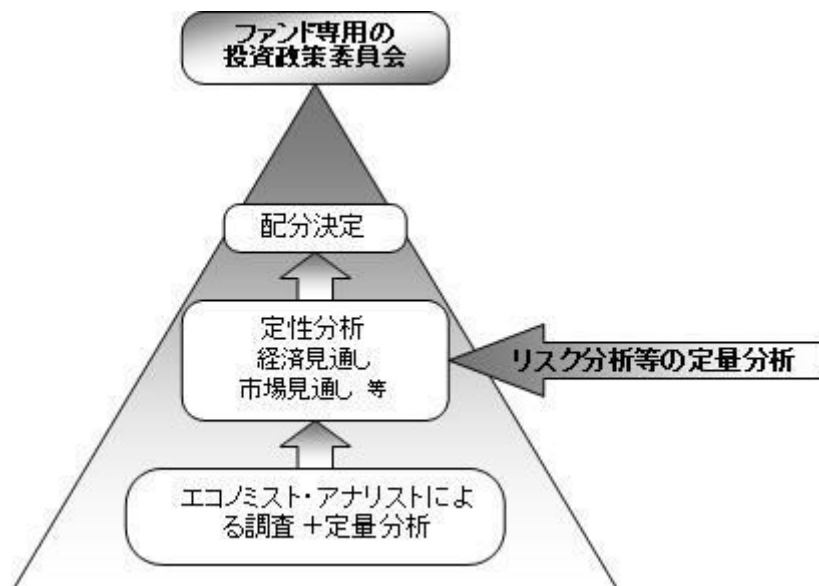 ファンド専用の
投資政策委員会
配分決定
定性分析
経済見通し
市場見通し 等
リスク分析等の定量分析
エコノミスト・アナリストによ
る調査＋定量分析